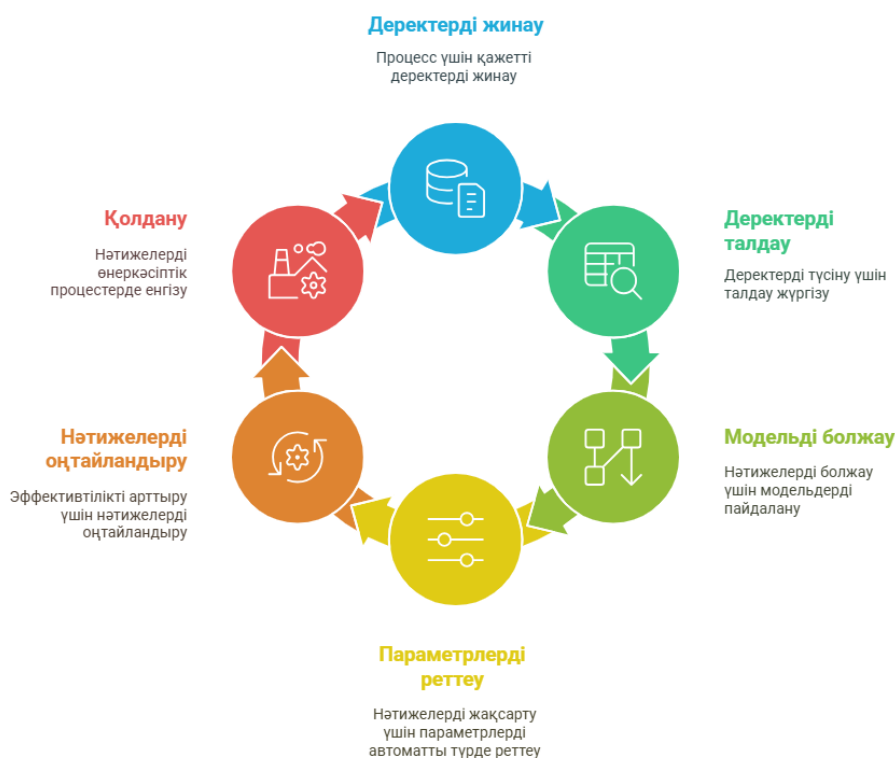 Деректерді жинау
Процесс үшін қажетті
деректерді жинау
Деректерді
талдау
Деректерді түсіну үшін
талдау жүргізу
Модельді болжау
Нәтижелерді болжау
үшін модельдерді
пайдалану
Параметрлерді
реттеу
Нәтижелерді жақсарту
үшін параметрлерді
автоматты түрде реттеу
Нәтижелерді
оңтайландыру
Эффективтілікті арттыру
үшін нәтижелерді
оңтайландыру
Қолдану
Нәтижелерді
өнеркәсіптік
процестерде енгізу